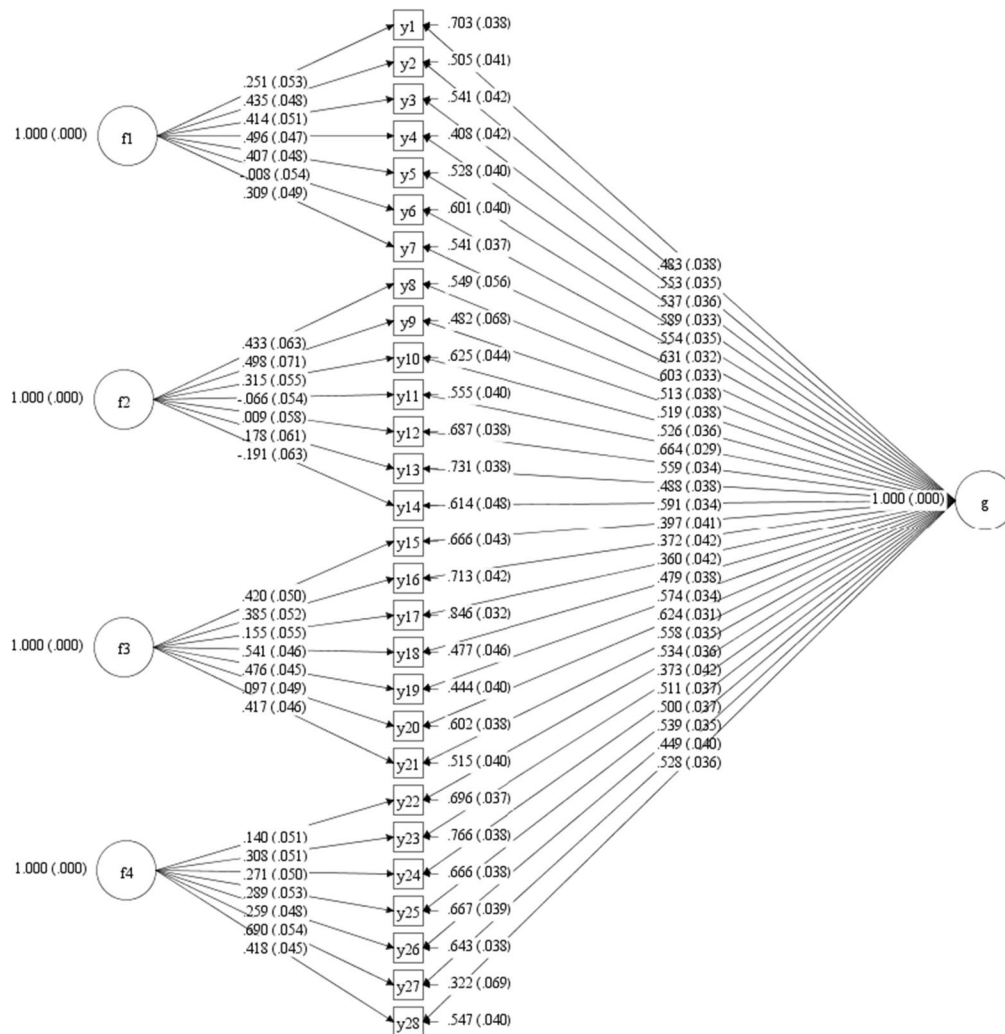 y1 .703 (.038)
y2 .505 (.041)
y3 .541 (.042)
y4 .408 (.042)
y5 .528 (.040)
y6 .601 (.040)
y7 .541 (.037)
y8 .549 (.056)
y9 .482 (.068)
y10 .625 (.044)
y11 .555 (.040)
y12 .687 (.038)
y13 .731 (.038)
y14 .614 (.048)
y15 .666 (.043)
y16 .713 (.042)
y17 .846 (.032)
y18 .477 (.046)
y19 .444 (.040)
y20 .602 (.038)
y21 .515 (.040)
y22 .696 (.037)
y23 .766 (.038)
y24 .666 (.038)
y25 .667 (.039)
y26 .643 (.038)
y27 .322 (.069)
y28 .547 (.040)
1.000 (.000) f1
.251 (.053)
.435 (.048)
.414 (.051)
.496 (.047)
.407 (.048)
-.008 (.054)
.309 (.049)
1.000 (.000) f2
.433 (.063)
.498 (.071)
.315 (.055)
-.066 (.054)
.009 (.058)
.178 (.061)
-.191 (.063)
1.000 (.000) f3
.420 (.050)
.385 (.052)
.155 (.055)
.541 (.046)
.476 (.045)
.097 (.049)
.417 (.046)
1.000 (.000) f4
.140 (.051)
.308 (.051)
.271 (.050)
.289 (.053)
.259 (.048)
.690 (.054)
.418 (.045)
.483 (.038)
.553 (.035)
.537 (.036)
.589 (.033)
.554 (.035)
.631 (.032)
.603 (.033)
.513 (.038)
.519 (.038)
.526 (.036)
.664 (.029)
.559 (.034)
.488 (.038)
.591 (.034)
.397 (.041)
.372 (.042)
.360 (.042)
.479 (.038)
.574 (.034)
.624 (.031)
.558 (.035)
.534 (.036)
.373 (.042)
.511 (.037)
.500 (.037)
.539 (.035)
.449 (.040)
.528 (.036)
1.000 (.000) g